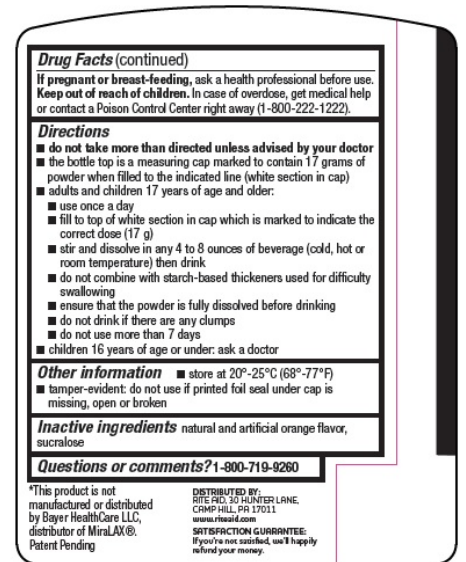 Drug Facts (continued)
If pregnant or breast-feeding, ask a health professional before use.
Keep out of reach of children. In case of overdose, get medical help
or contact a Poison Control Center right away (1-800-222-1222).
Directions
■ do not take more than directed unless advised by your doctor
■ the bottle top is a measuring cap marked to contain 17 grams of
powder when filled to the indicated line (white section in cap)
■ adults and children 17 years of age and older:
■ use once a day
■ fill to top of white section in cap which is marked to indicate the
correct dose (17 g)
■ stir and dissolve in any 4 to 8 ounces of beverage (cold, hot or
room temperature) then drink
■ do not combine with starch-based thickeners used for difficulty
swallowing
■ ensure that the powder is fully dissolved before drinking
■ do not drink if there are any clumps
■ do not use more than 7 days
■ children 16 years of age or under: ask a doctor
Other information ■ store at 20°-25°C (68°-77°F)
■ tamper-evident: do not use if printed foil seal under cap is
missing, open or broken
Inactive ingredients natural and artificial orange flavor,
sucralose
Questions or comments? 1-800-719-9260
*This product is not
manufactured or distributed
by Bayer HealthCare LLC,
distributor of MiraLAX®.
Patent Pending
DISTRIBUTED BY:
RITE AID, 30 HUNTER LANE,
CAMP HILL, PA 17011
www.riteaid.com
SATISFACTION GUARANTEE:
If you're not satisfied, we'll happily
refund your money.